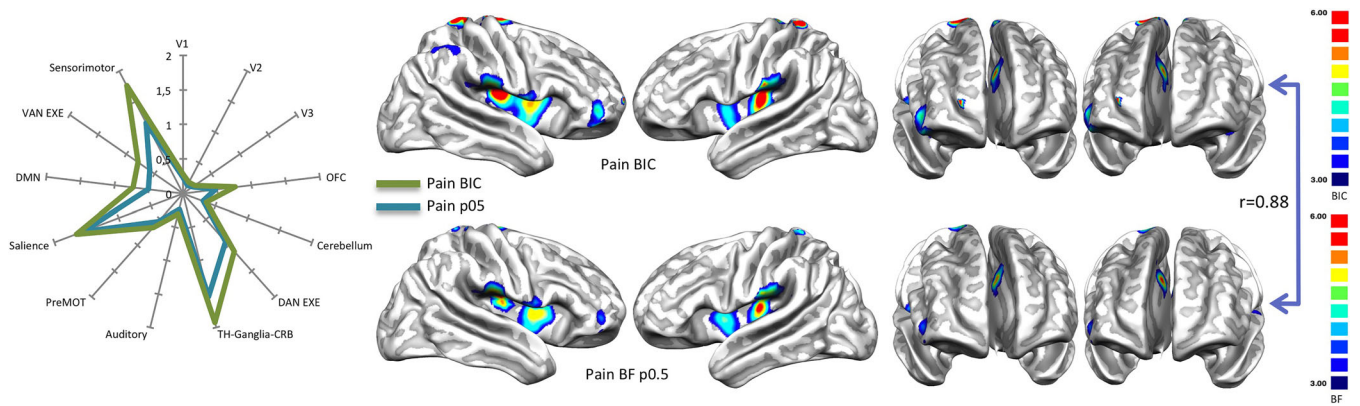 V1
2
Sensorimotor
V2
1,5
VAN EXE
V3
1
0,5
DMN
OFC
0
Salience
Cerebellum
PreMOT
DAN EXE
Auditory
TH-Ganglia-CRB
Pain BIC
Pain p05
Pain BIC
Pain BF p0.5
r=0.88
6.00
3.00
BIC
6.00
3.00
BF